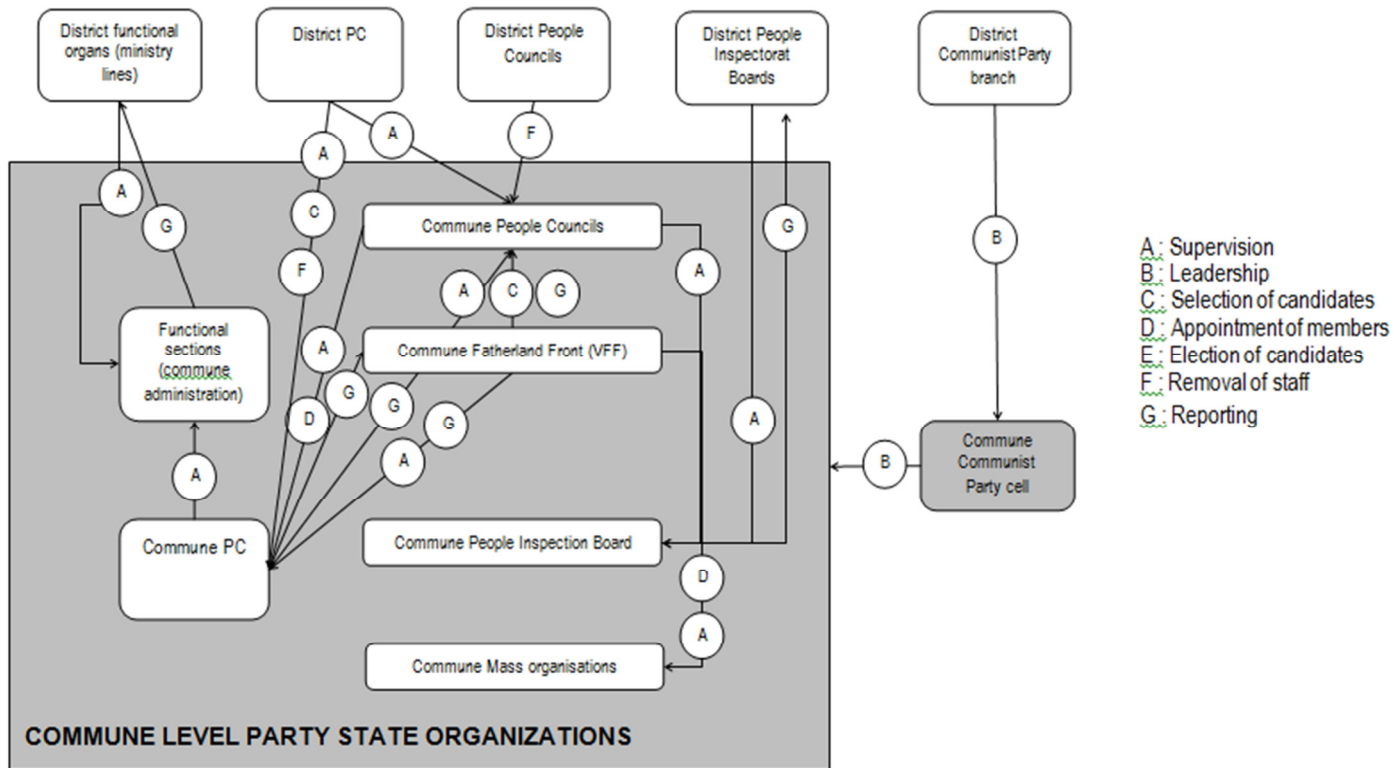 District functional
organs (ministry
lines)
District PC
District People
Councils
District People
Inspectorat
Boards
District
Communist Party
branch
A
F
A
A
C
F
G
G
B
Commune People Councils
A
A
C
G
Functional
sections
(commune
administration)
Commune Fatherland Front (VFF)
A
D
G
G
G
A
A
A
Commune PC
Commune People Inspection Board
D
A
Commune Mass organisations
B
Commune
Communist
Party cell
A : Supervision
B : Leadership
C : Selection of candidates
D : Appointment of members
E : Election of candidates
F : Removal of staff
G : Reporting
COMMUNE LEVEL PARTY STATE ORGANIZATIONS